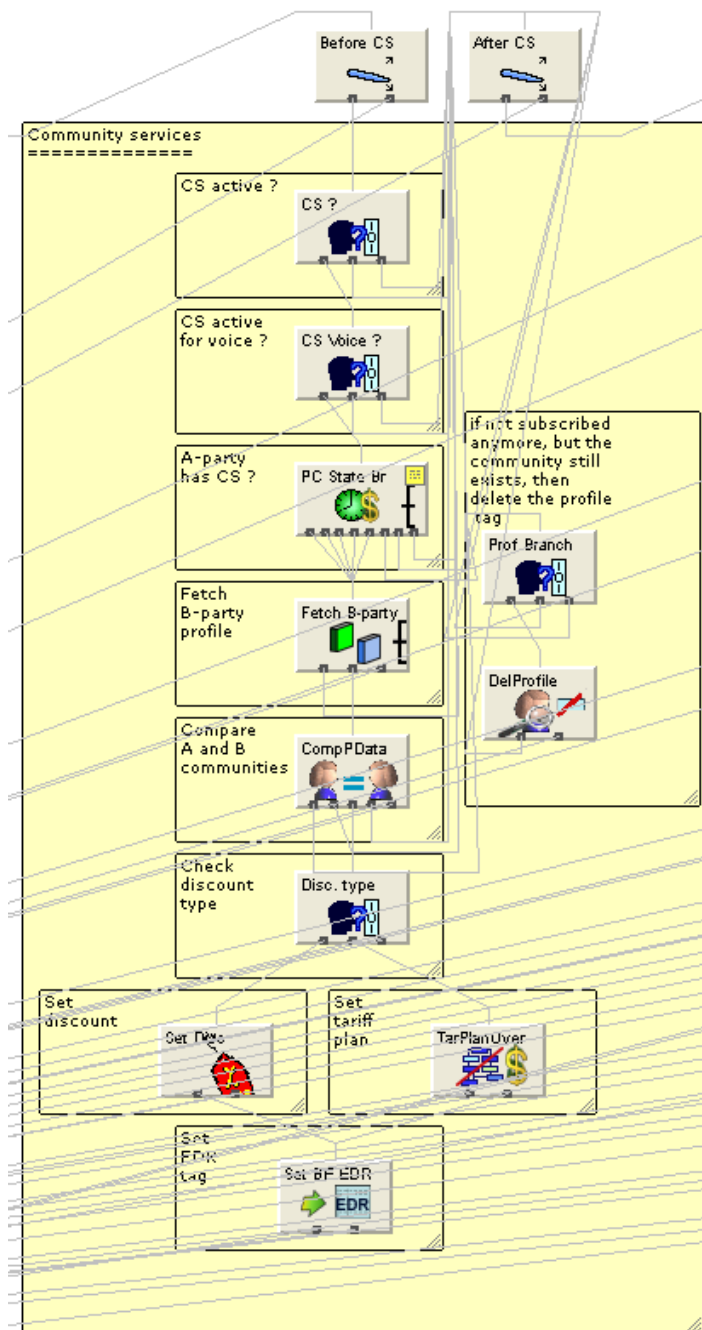 Before CS
After CS
Community services
==============
CS active ?
CS ?
CS active
for voice ?
CS Voice ?
A-party
has CS ?
PC State Br
if not subscribed
anymore, but the
community still
exists, then
delete the profile
tag
Prof Branch
Fetch
B-party
profile
Fetch B-party
DelProfile
Compare
A and B
communities
CompPData
Check
discount
type
Disc. type
Set
discount
Set Disc
Set
tariff
plan
TarPlanOver
Set
EDR
tag
Set BF EDR
EDR